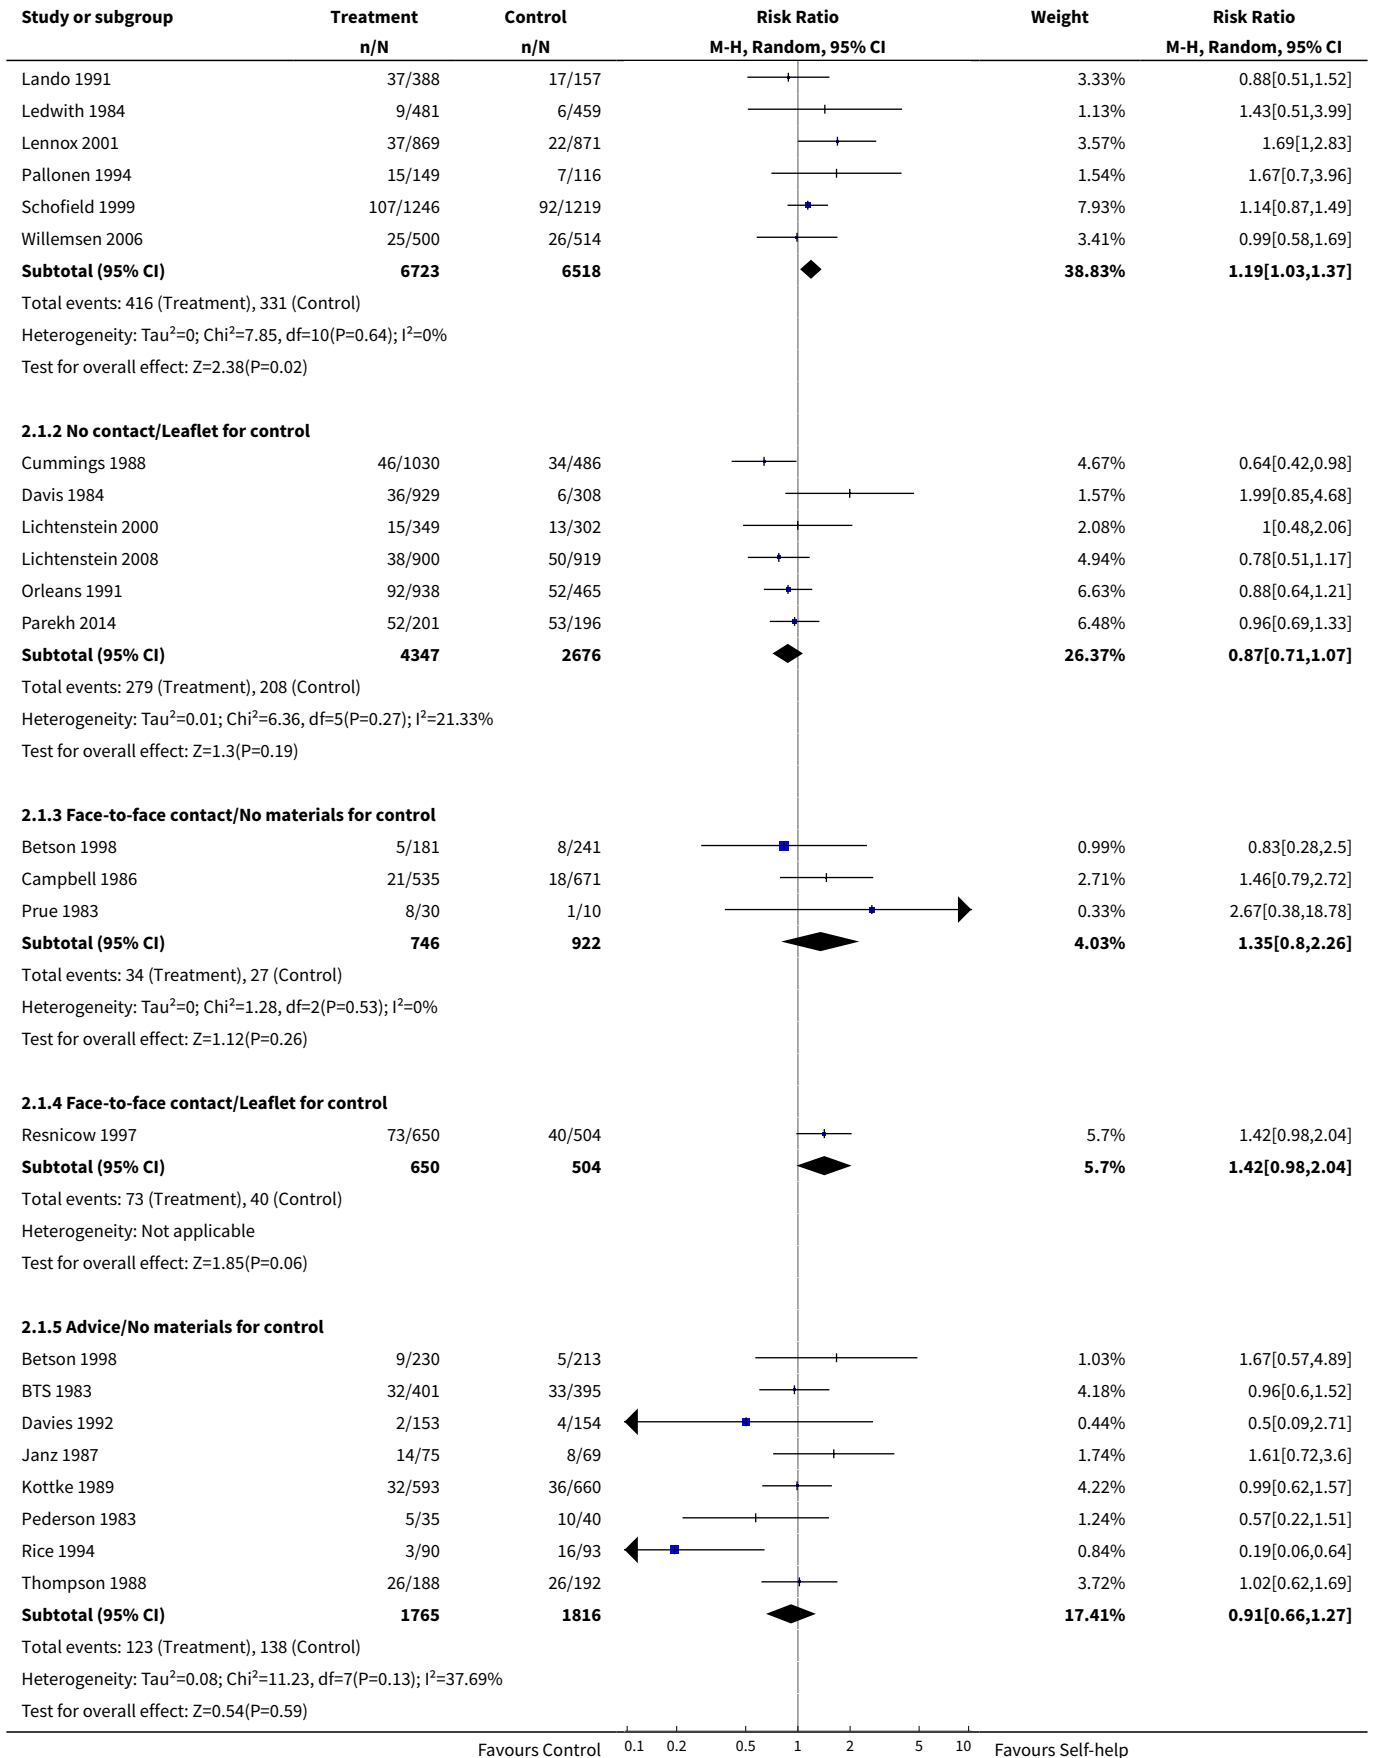 Study or subgroup Treatment Control Risk Ratio Weight Risk Ratio
n/N n/N M-H, Random, 95% CI M-H, Random, 95% CI
Lando 1991 37/388 17/157 3.33% 0.88[0.51,1.52]
Ledwith 1984 9/481 6/459 1.13% 1.43[0.51,3.99]
Lennox 2001 37/869 22/871 3.57% 1.69[1,2.83]
Pallonen 1994 15/149 7/116 1.54% 1.67[0.7,3.96]
Schofield 1999 107/1246 92/1219 7.93% 1.14[0.87,1.49]
Willemsen 2006 25/500 26/514 3.41% 0.99[0.58,1.69]
Subtotal (95% CI) 6723 6518 38.83% 1.19[1.03,1.37]
Total events: 416 (Treatment), 331 (Control)
Heterogeneity: Tau²=0; Chi²=7.85, df=10(P=0.64); I²=0%
Test for overall effect: Z=2.38(P=0.02)
2.1.2 No contact/Leaflet for control
Cummings 1988 46/1030 34/486 4.67% 0.64[0.42,0.98]
Davis 1984 36/929 6/308 1.57% 1.99[0.85,4.68]
Lichtenstein 2000 15/349 13/302 2.08% 1[0.48,2.06]
Lichtenstein 2008 38/900 50/919 4.94% 0.78[0.51,1.17]
Orleans 1991 92/938 52/465 6.63% 0.88[0.64,1.21]
Parekh 2014 52/201 53/196 6.48% 0.96[0.69,1.33]
Subtotal (95% CI) 4347 2676 26.37% 0.87[0.71,1.07]
Total events: 279 (Treatment), 208 (Control)
Heterogeneity: Tau²=0.01; Chi²=6.36, df=5(P=0.27); I²=21.33%
Test for overall effect: Z=1.3(P=0.19)
2.1.3 Face-to-face contact/No materials for control
Betson 1998 5/181 8/241 0.99% 0.83[0.28,2.5]
Campbell 1986 21/535 18/671 2.71% 1.46[0.79,2.72]
Prue 1983 8/30 1/10 0.33% 2.67[0.38,18.78]
Subtotal (95% CI) 746 922 4.03% 1.35[0.8,2.26]
Total events: 34 (Treatment), 27 (Control)
Heterogeneity: Tau²=0; Chi²=1.28, df=2(P=0.53); I²=0%
Test for overall effect: Z=1.12(P=0.26)
2.1.4 Face-to-face contact/Leaflet for control
Resnicow 1997 73/650 40/504 5.7% 1.42[0.98,2.04]
Subtotal (95% CI) 650 504 5.7% 1.42[0.98,2.04]
Total events: 73 (Treatment), 40 (Control)
Heterogeneity: Not applicable
Test for overall effect: Z=1.85(P=0.06)
2.1.5 Advice/No materials for control
Betson 1998 9/230 5/213 1.03% 1.67[0.57,4.89]
BTS 1983 32/401 33/395 4.18% 0.96[0.6,1.52]
Davies 1992 2/153 4/154 0.44% 0.5[0.09,2.71]
Janz 1987 14/75 8/69 1.74% 1.61[0.72,3.6]
Kottke 1989 32/593 36/660 4.22% 0.99[0.62,1.57]
Pederson 1983 5/35 10/40 1.24% 0.57[0.22,1.51]
Rice 1994 3/90 16/93 0.84% 0.19[0.06,0.64]
Thompson 1988 26/188 26/192 3.72% 1.02[0.62,1.69]
Subtotal (95% CI) 1765 1816 17.41% 0.91[0.66,1.27]
Total events: 123 (Treatment), 138 (Control)
Heterogeneity: Tau²=0.08; Chi²=11.23, df=7(P=0.13); I²=37.69%
Test for overall effect: Z=0.54(P=0.59)
Favours Control 0.1 0.2 0.5 1 2 5 10 Favours Self-help